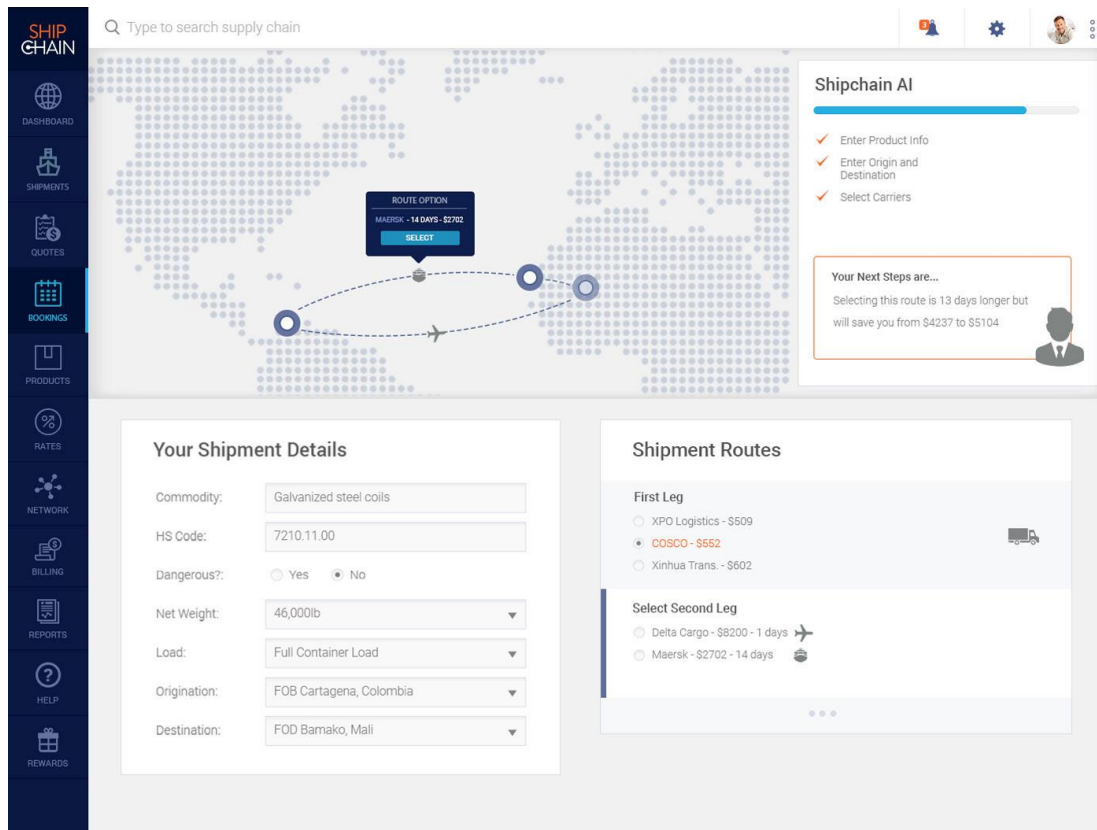 SHIP
CHAIN
Type to search supply chain
3
DASHBOARD
SHIPMENTS
QUOTES
BOOKINGS
PRODUCTS
RATES
NETWORK
BILLING
REPORTS
HELP
REWARDS
ROUTE OPTION
MAERSK - 14 DAYS - $2702
SELECT
Shipchain AI
Enter Product Info
Enter Origin and
Destination
Select Carriers
Your Next Steps are...
Selecting this route is 13 days longer but
will save you from $4237 to $5104
Your Shipment Details
Commodity: Galvanized steel coils
HS Code: 7210.11.00
Dangerous?: Yes No
Net Weight: 46,000lb
Load: Full Container Load
Origination: FOB Cartagena, Colombia
Destination: FOD Bamako, Mali
Shipment Routes
First Leg
XPO Logistics - $509
COSCO - $552
Xinhua Trans. - $602
Select Second Leg
Delta Cargo - $8200 - 1 days
Maersk - $2702 - 14 days